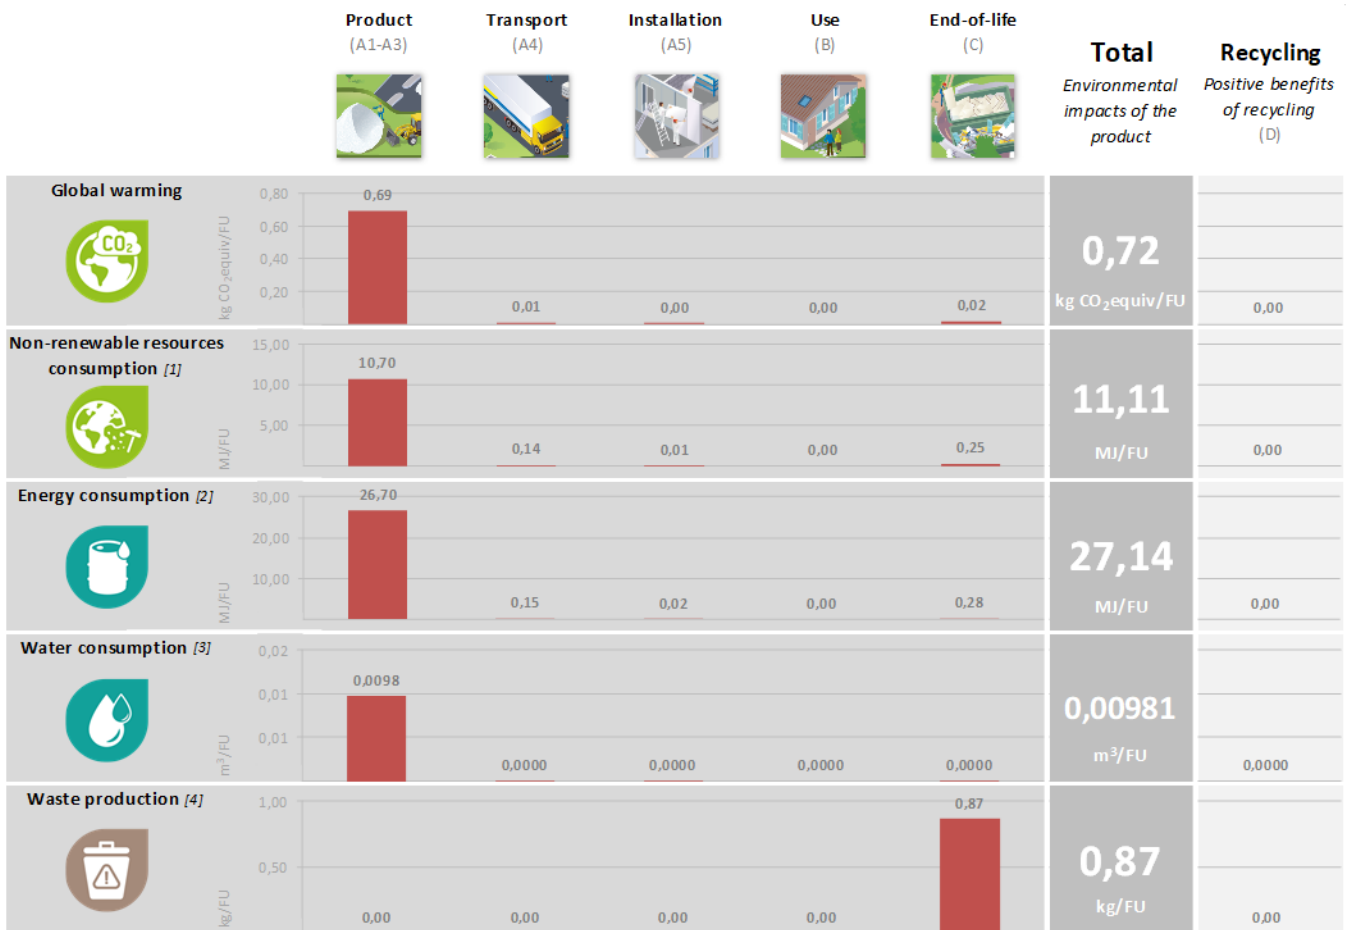 Product
(A1-A3)
Transport
(A4)
Installation
(A5)
Use
(B)
End-of-life
(C)
Total
Environmental
impacts of the
product
Recycling
Positive benefits
of recycling
(D)
Global warming
CO₂
kg CO₂equiv/FU
0,80
0,60
0,40
0,20
0,69
0,01
0,00
0,00
0,02
0,72
kg CO₂equiv/FU
0,00
Non-renewable resources
consumption [1]
MJ/FU
15,00
10,00
5,00
10,70
0,14
0,01
0,00
0,25
11,11
MJ/FU
0,00
Energy consumption [2]
MJ/FU
30,00
20,00
10,00
26,70
0,15
0,02
0,00
0,28
27,14
MJ/FU
0,00
Water consumption [3]
m³/FU
0,02
0,01
0,01
0,0098
0,0000
0,0000
0,0000
0,0000
0,00981
m³/FU
0,0000
Waste production [4]
kg/FU
1,00
0,50
0,00
0,00
0,00
0,00
0,87
0,87
kg/FU
0,00